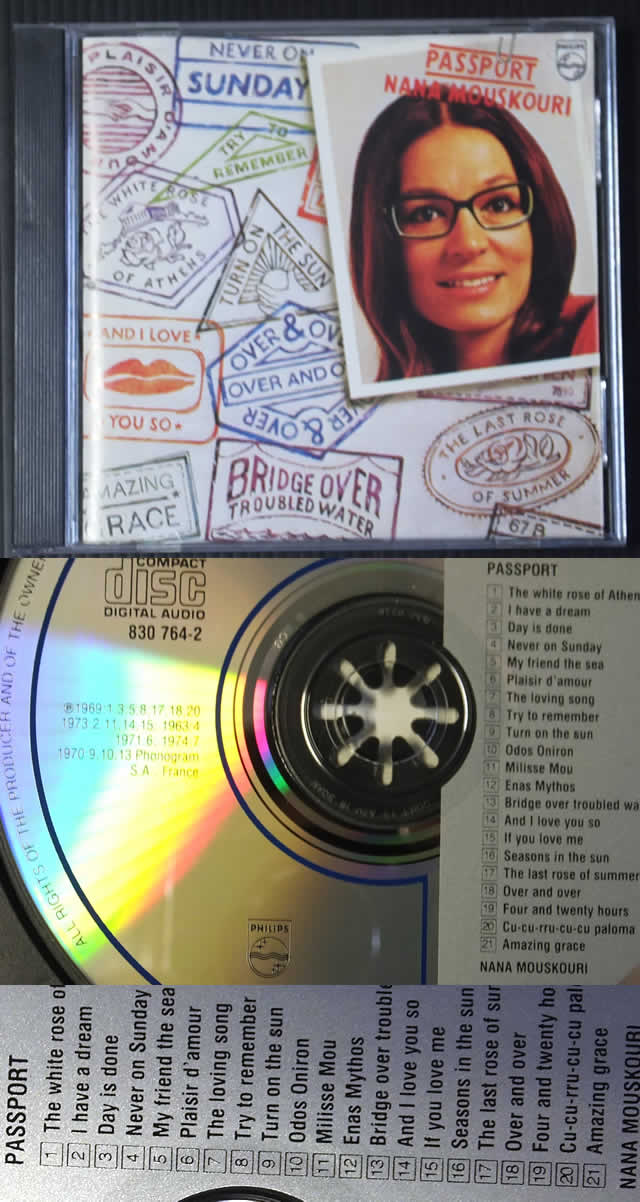 PASSPORT
NANA MOUSKOURI
PHILIPS
PLAISIR D'AMOUR
NEVER ON
SUNDAY
TRY TO
REMEMBER
THE WHITE ROSE
OF ATHENS
TURN ON
THE SUN
AND I LOVE
YOU SO
OVER & OV
OVER AND O
VER & OVER
THE LAST ROSE
OF SUMMER
MAZING
RACE
BRIDGE OVER
TROUBLED WATER
67 B
COMPACT
disc
DIGITAL AUDIO
830 764-2
ALL RIGHTS OF THE PRODUCER AND OF THE OWNER
℗1969:1.3.5.8.17.18.20
1973:2.11.14.15. 1963:4
1971:6. 1974:7
1970:9.10.13 Phonogram
S.A. France
PHILIPS
PASSPORT
1 The white rose of Athen
2 I have a dream
3 Day is done
4 Never on Sunday
5 My friend the sea
6 Plaisir d'amour
7 The loving song
8 Try to remember
9 Turn on the sun
10 Odos Oniron
11 Milisse Mou
12 Enas Mythos
13 Bridge over troubled wa
14 And I love you so
15 If you love me
16 Seasons in the sun
17 The last rose of summer
18 Over and over
19 Four and twenty hours
20 Cu-cu-rru-cu-cu paloma
21 Amazing grace
NANA MOUSKOURI
PASSPORT
1 The white rose of
2 I have a dream
3 Day is done
4 Never on Sunday
5 My friend the sea
6 Plaisir d'amour
7 The loving song
8 Try to remember
9 Turn on the sun
10 Odos Oniron
11 Milisse Mou
12 Enas Mythos
13 Bridge over trouble
14 And I love you so
15 If you love me
16 Seasons in the sun
17 The last rose of sum
18 Over and over
19 Four and twenty ho
20 Cu-cu-rru-cu-cu pal
21 Amazing grace
NANA MOUSKOURI